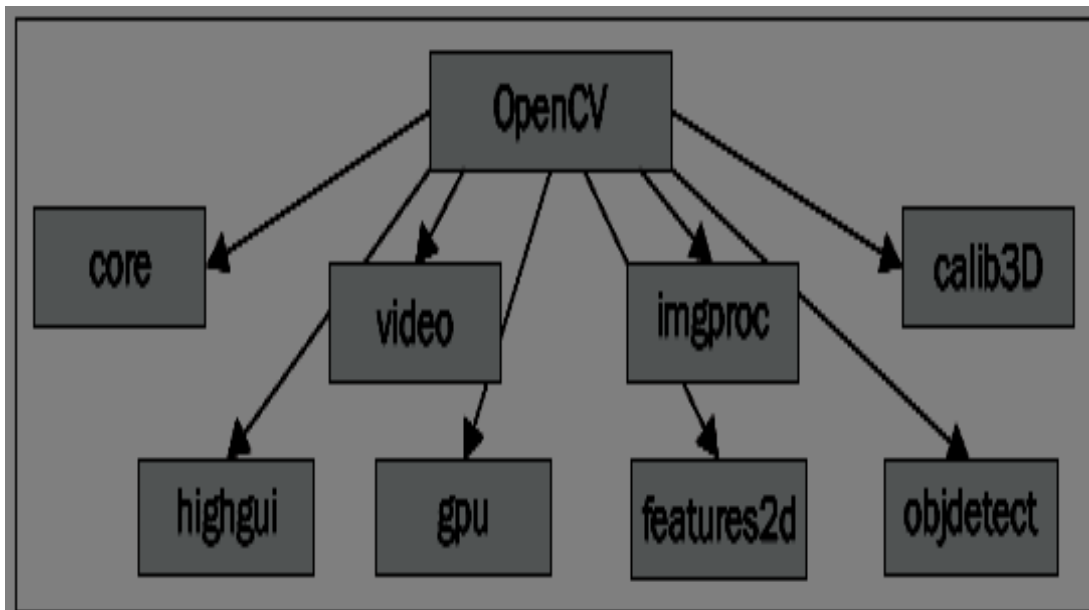 OpenCV
core
calib3D
video
imgproc
highgui
gpu
features2d
objdetect